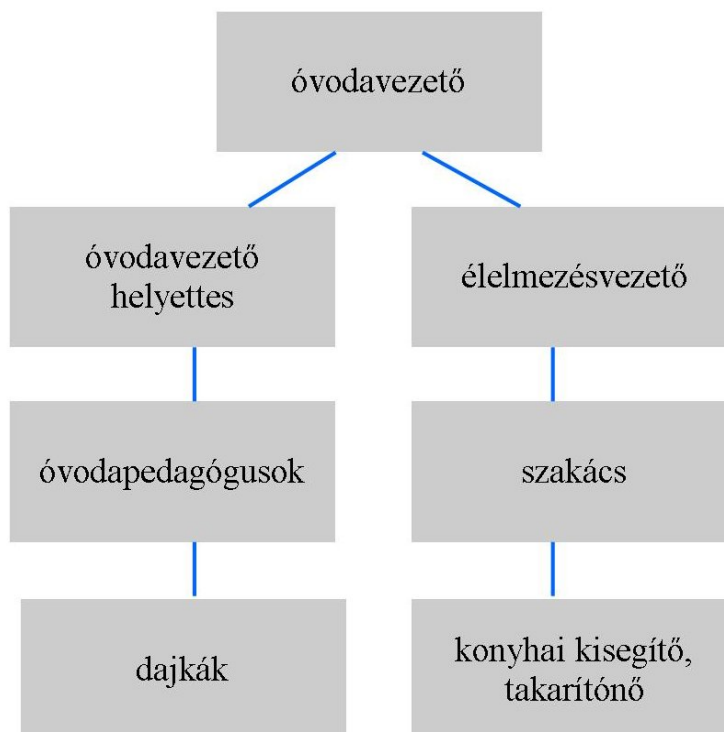 óvodavezető
óvodavezető
helyettes
élelmezésvezető
óvodapedagógusok
szakács
dajkák
konyhai kisegítő,
takarítónő